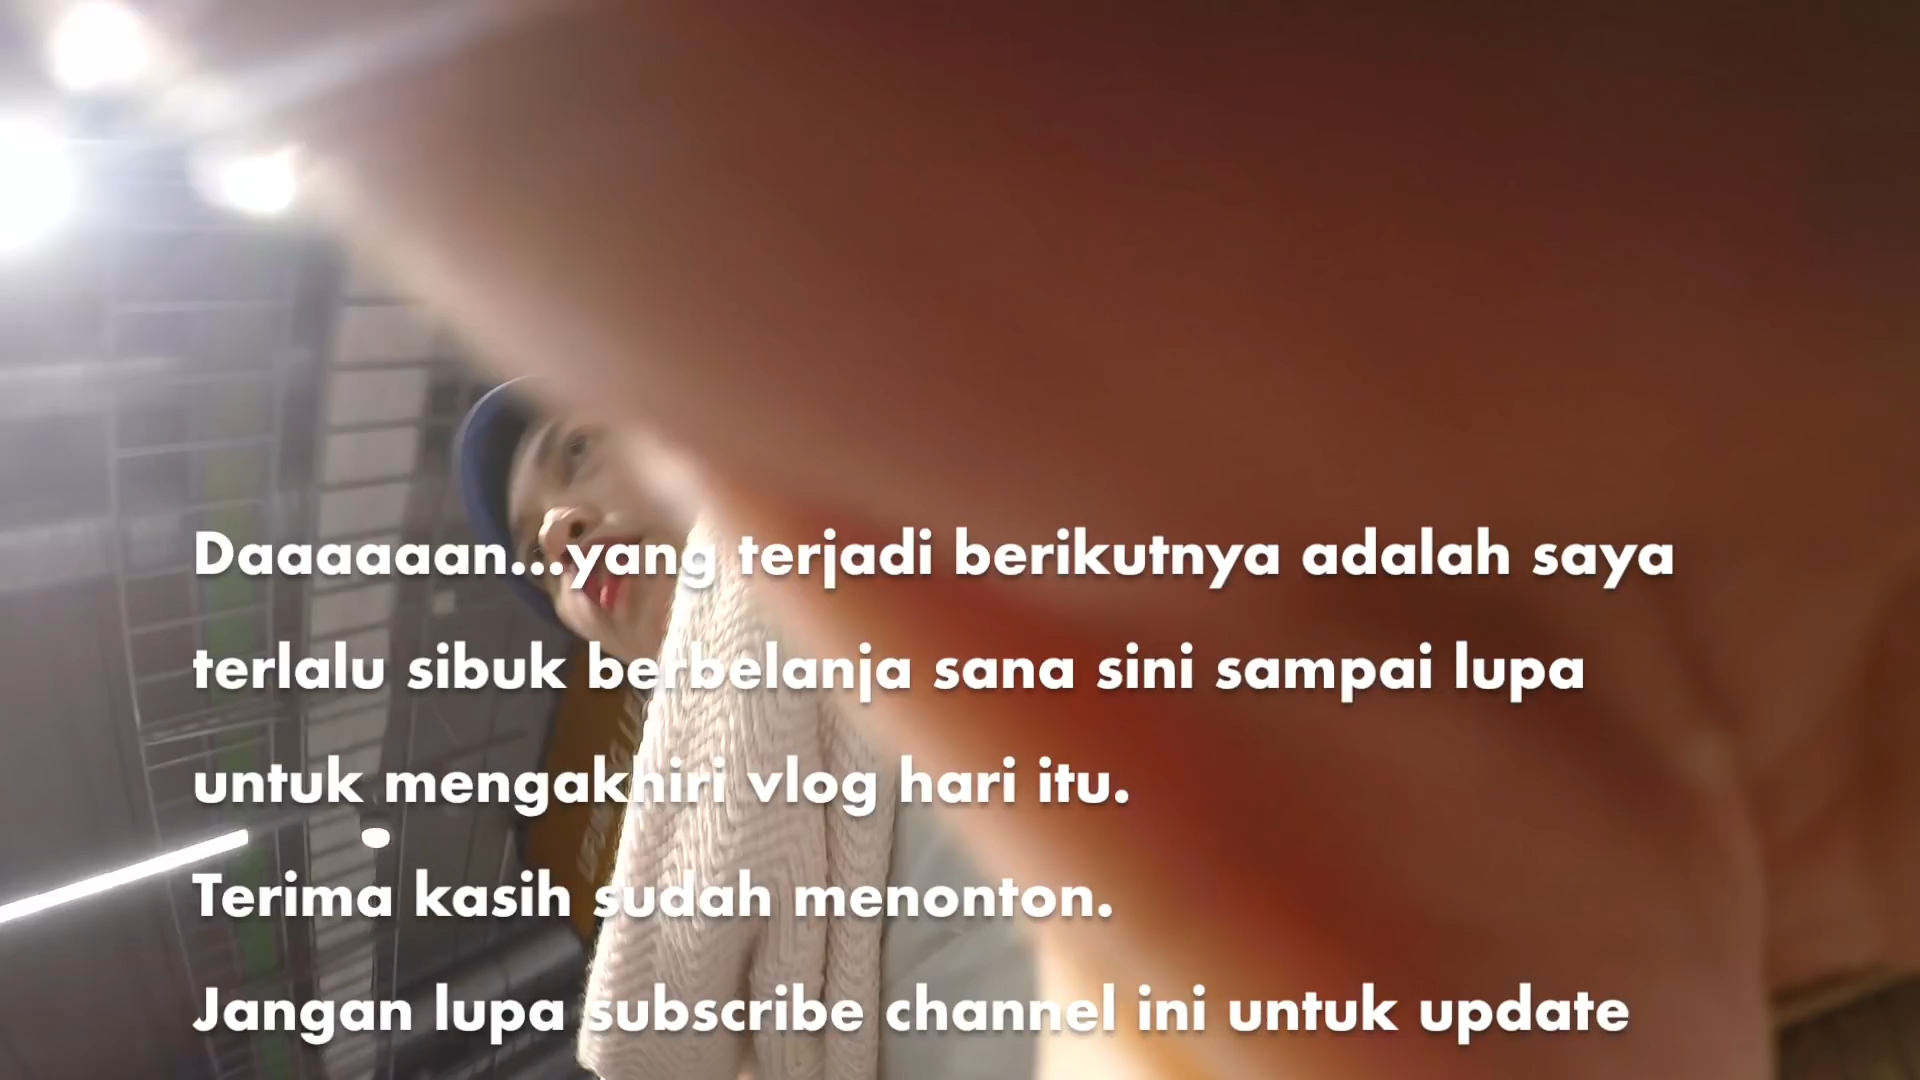 Daaaaaan...yang terjadi berikutnya adalah saya
terlalu sibuk berbelanja sana sini sampai lupa
untuk mengakhiri vlog hari itu.
Terima kasih sudah menonton.
Jangan lupa subscribe channel ini untuk update